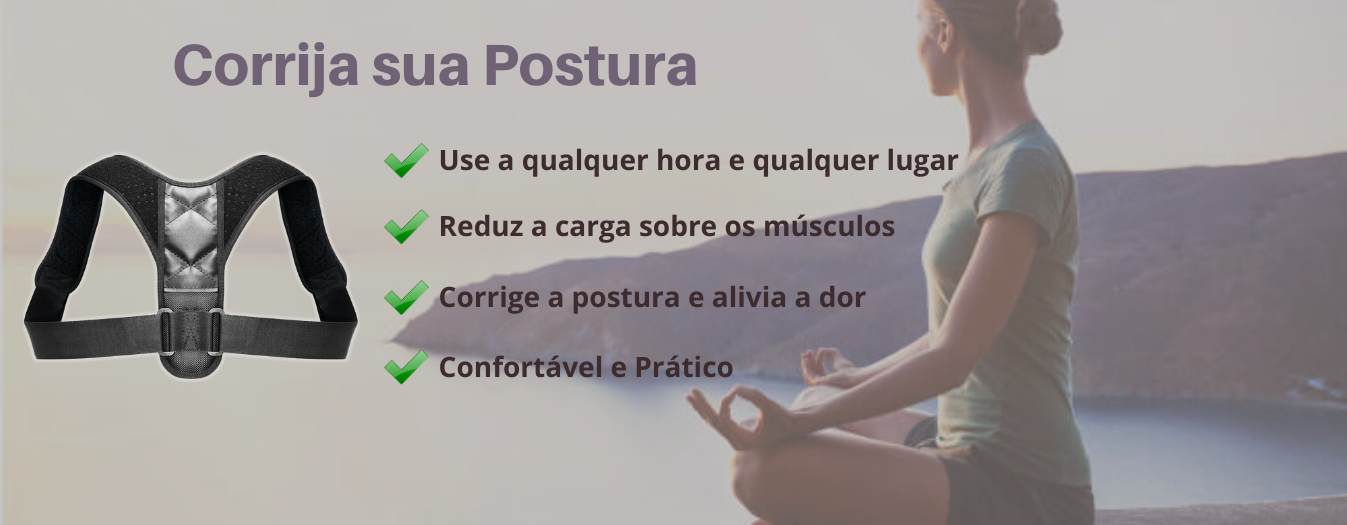 Corrija sua Postura
Use a qualquer hora e qualquer lugar
Reduz a carga sobre os músculos
Corrige a postura e alivia a dor
Confortável e Prático